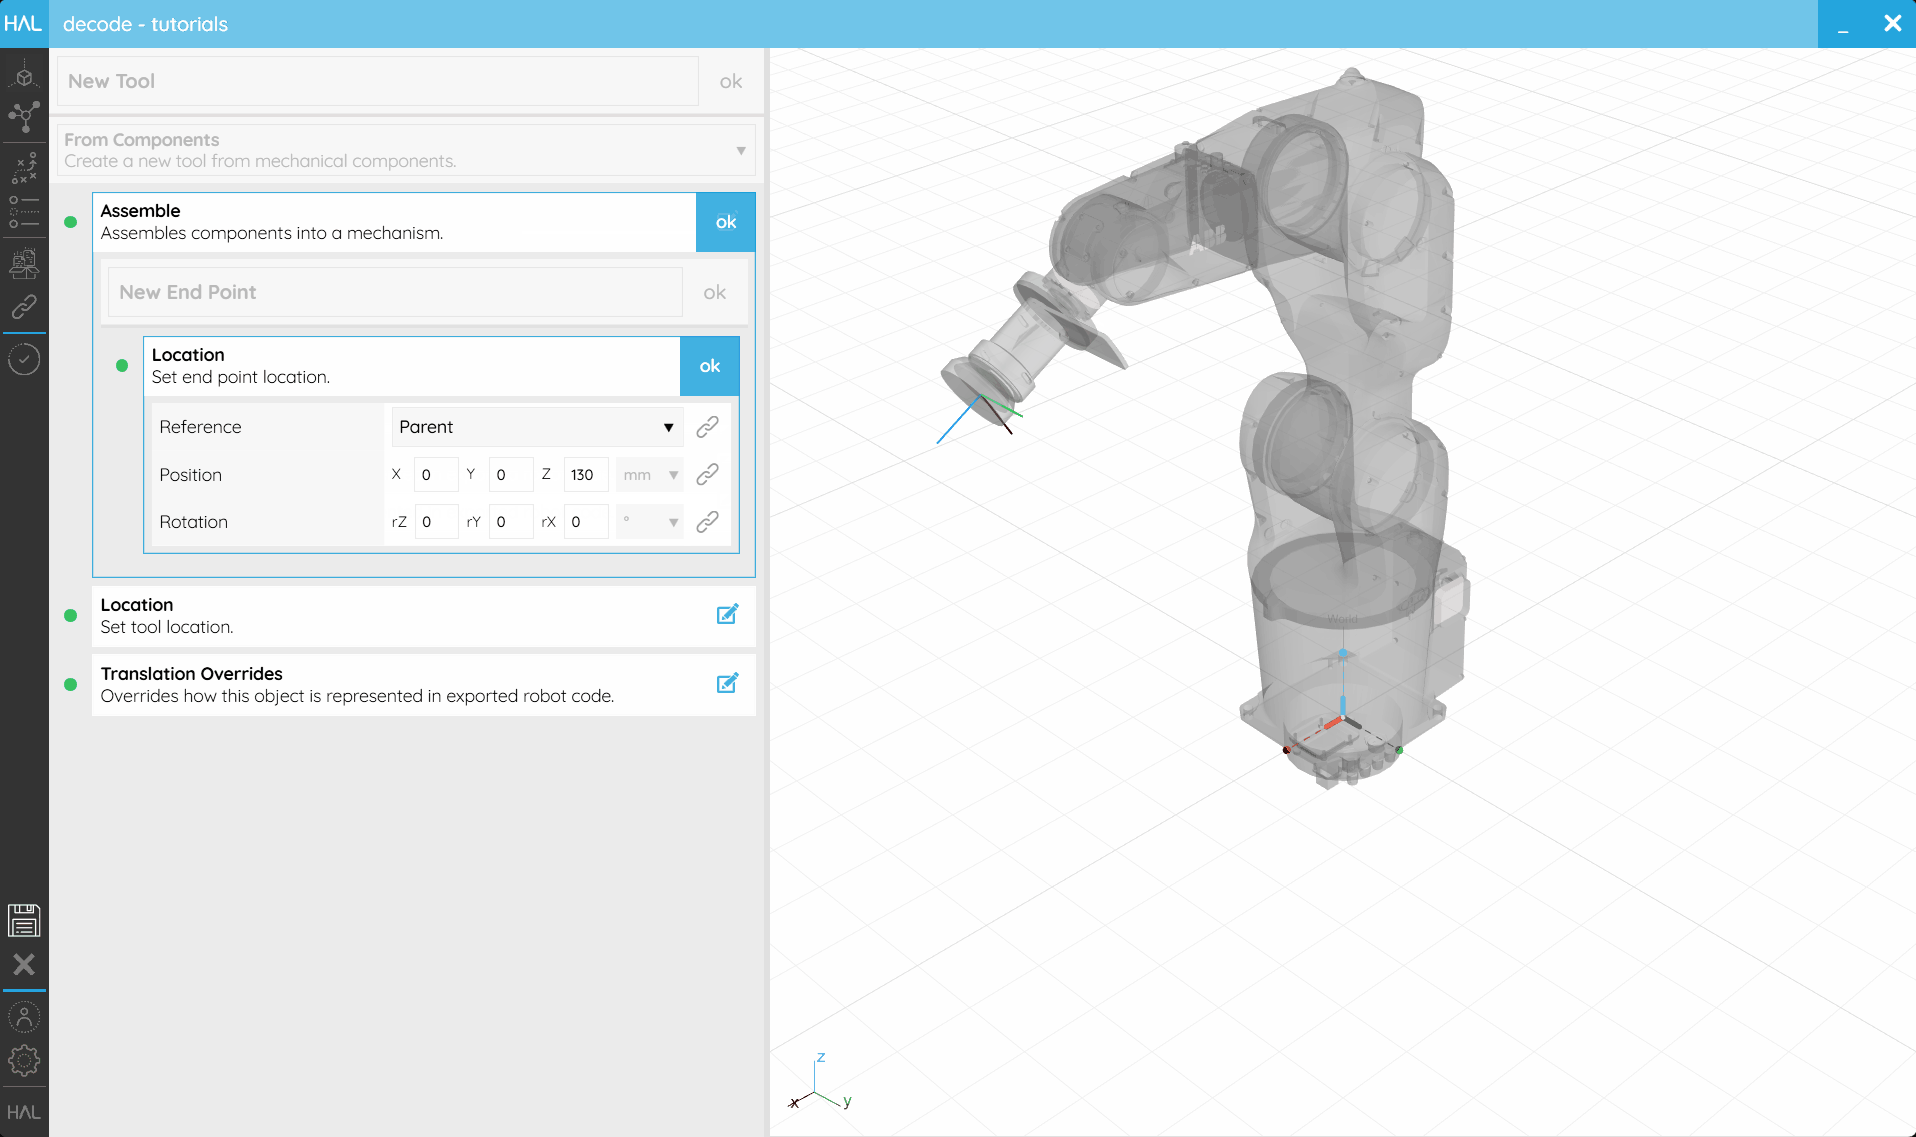 HAL decode - tutorials
New Tool ok
From Components
Create a new tool from mechanical components.
Assemble
Assembles components into a mechanism.
ok
New End Point ok
Location
Set end point location.
ok
Reference Parent
Position X 0 Y 0 Z 130 mm
Rotation rZ 0 rY 0 rX 0 °
Location
Set tool location.
Translation Overrides
Overrides how this object is represented in exported robot code.
HAL
ABB
World
z
x
y